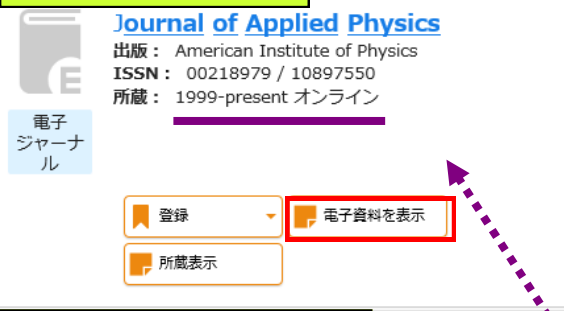 Journal of Applied Physics
出版： American Institute of Physics
ISSN： 00218979 / 10897550
所蔵： 1999-present オンライン
E
電子
ジャーナ
ル
登録
電子資料を表示
所蔵表示